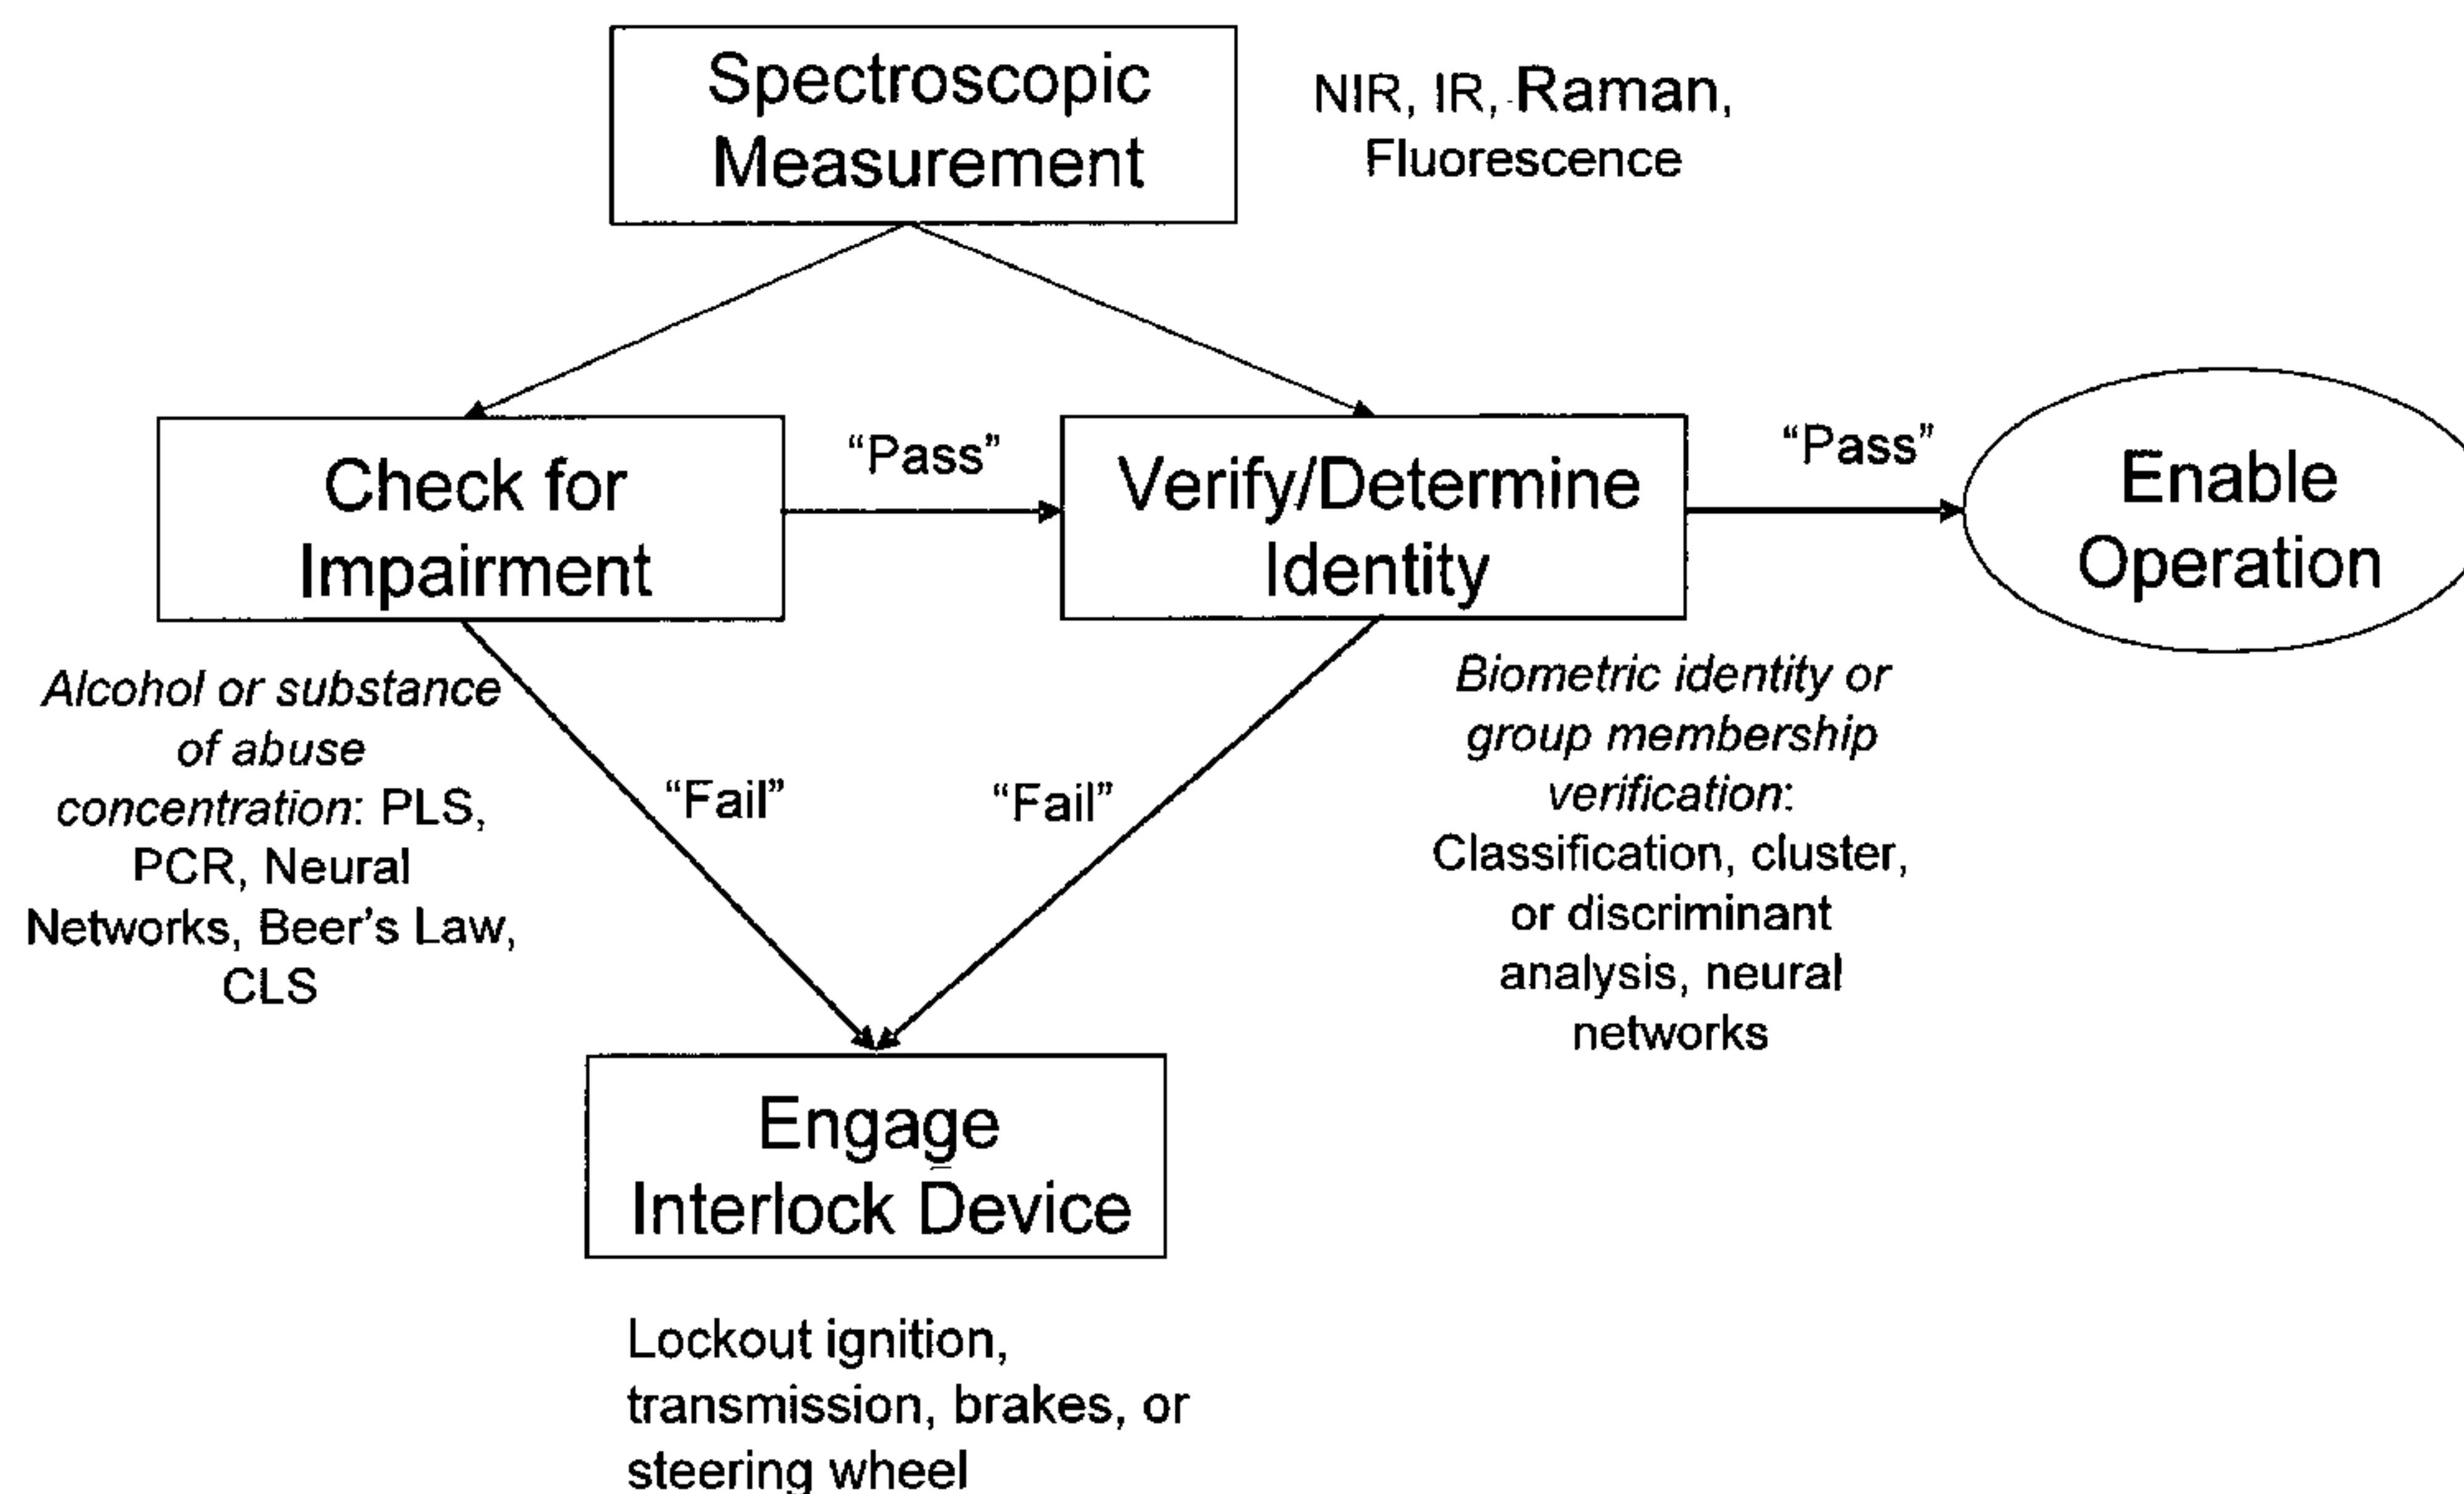 Spectroscopic
Measurement
NIR, IR, Raman,
Fluorescence
Check for
Impairment
“Pass”
Verify/Determine
Identity
“Pass”
Enable
Operation
Alcohol or substance
of abuse
concentration: PLS,
PCR, Neural
Networks, Beer’s Law,
CLS
“Fail”
“Fail”
Biometric identity or
group membership
verification:
Classification, cluster,
or discriminant
analysis, neural
networks
Engage
Interlock Device
Lockout ignition,
transmission, brakes, or
steering wheel